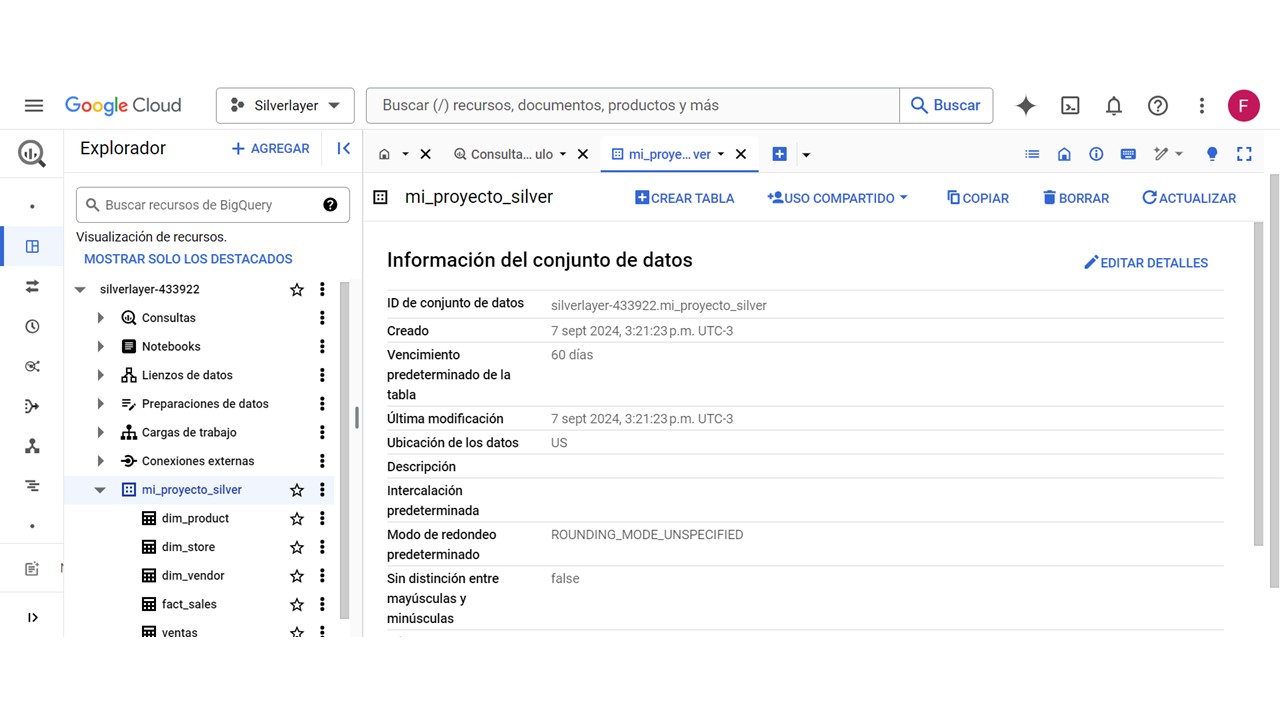 Google Cloud
Silverlayer
Buscar (/) recursos, documentos, productos y más
Buscar
F
Explorador
AGREGAR
Consulta... ulo
mi_proye... ver
Buscar recursos de BigQuery
Visualización de recursos.
MOSTRAR SOLO LOS DESTACADOS
silverlayer-433922
Consultas
Notebooks
Lienzos de datos
Preparaciones de datos
Cargas de trabajo
Conexiones externas
mi_proyecto_silver
dim_product
dim_store
dim_vendor
fact_sales
ventas
mi_proyecto_silver
CREAR TABLA
USO COMPARTIDO
COPIAR
BORRAR
ACTUALIZAR
Información del conjunto de datos
EDITAR DETALLES
ID de conjunto de datos silverlayer-433922.mi_proyecto_silver
Creado 7 sept 2024, 3:21:23 p.m. UTC-3
Vencimiento 60 días
predeterminado de la
tabla
Última modificación 7 sept 2024, 3:21:23 p.m. UTC-3
Ubicación de los datos US
Descripción
Intercalación
predeterminada
Modo de redondeo ROUNDING_MODE_UNSPECIFIED
predeterminado
Sin distinción entre false
mayúsculas y
minúsculas